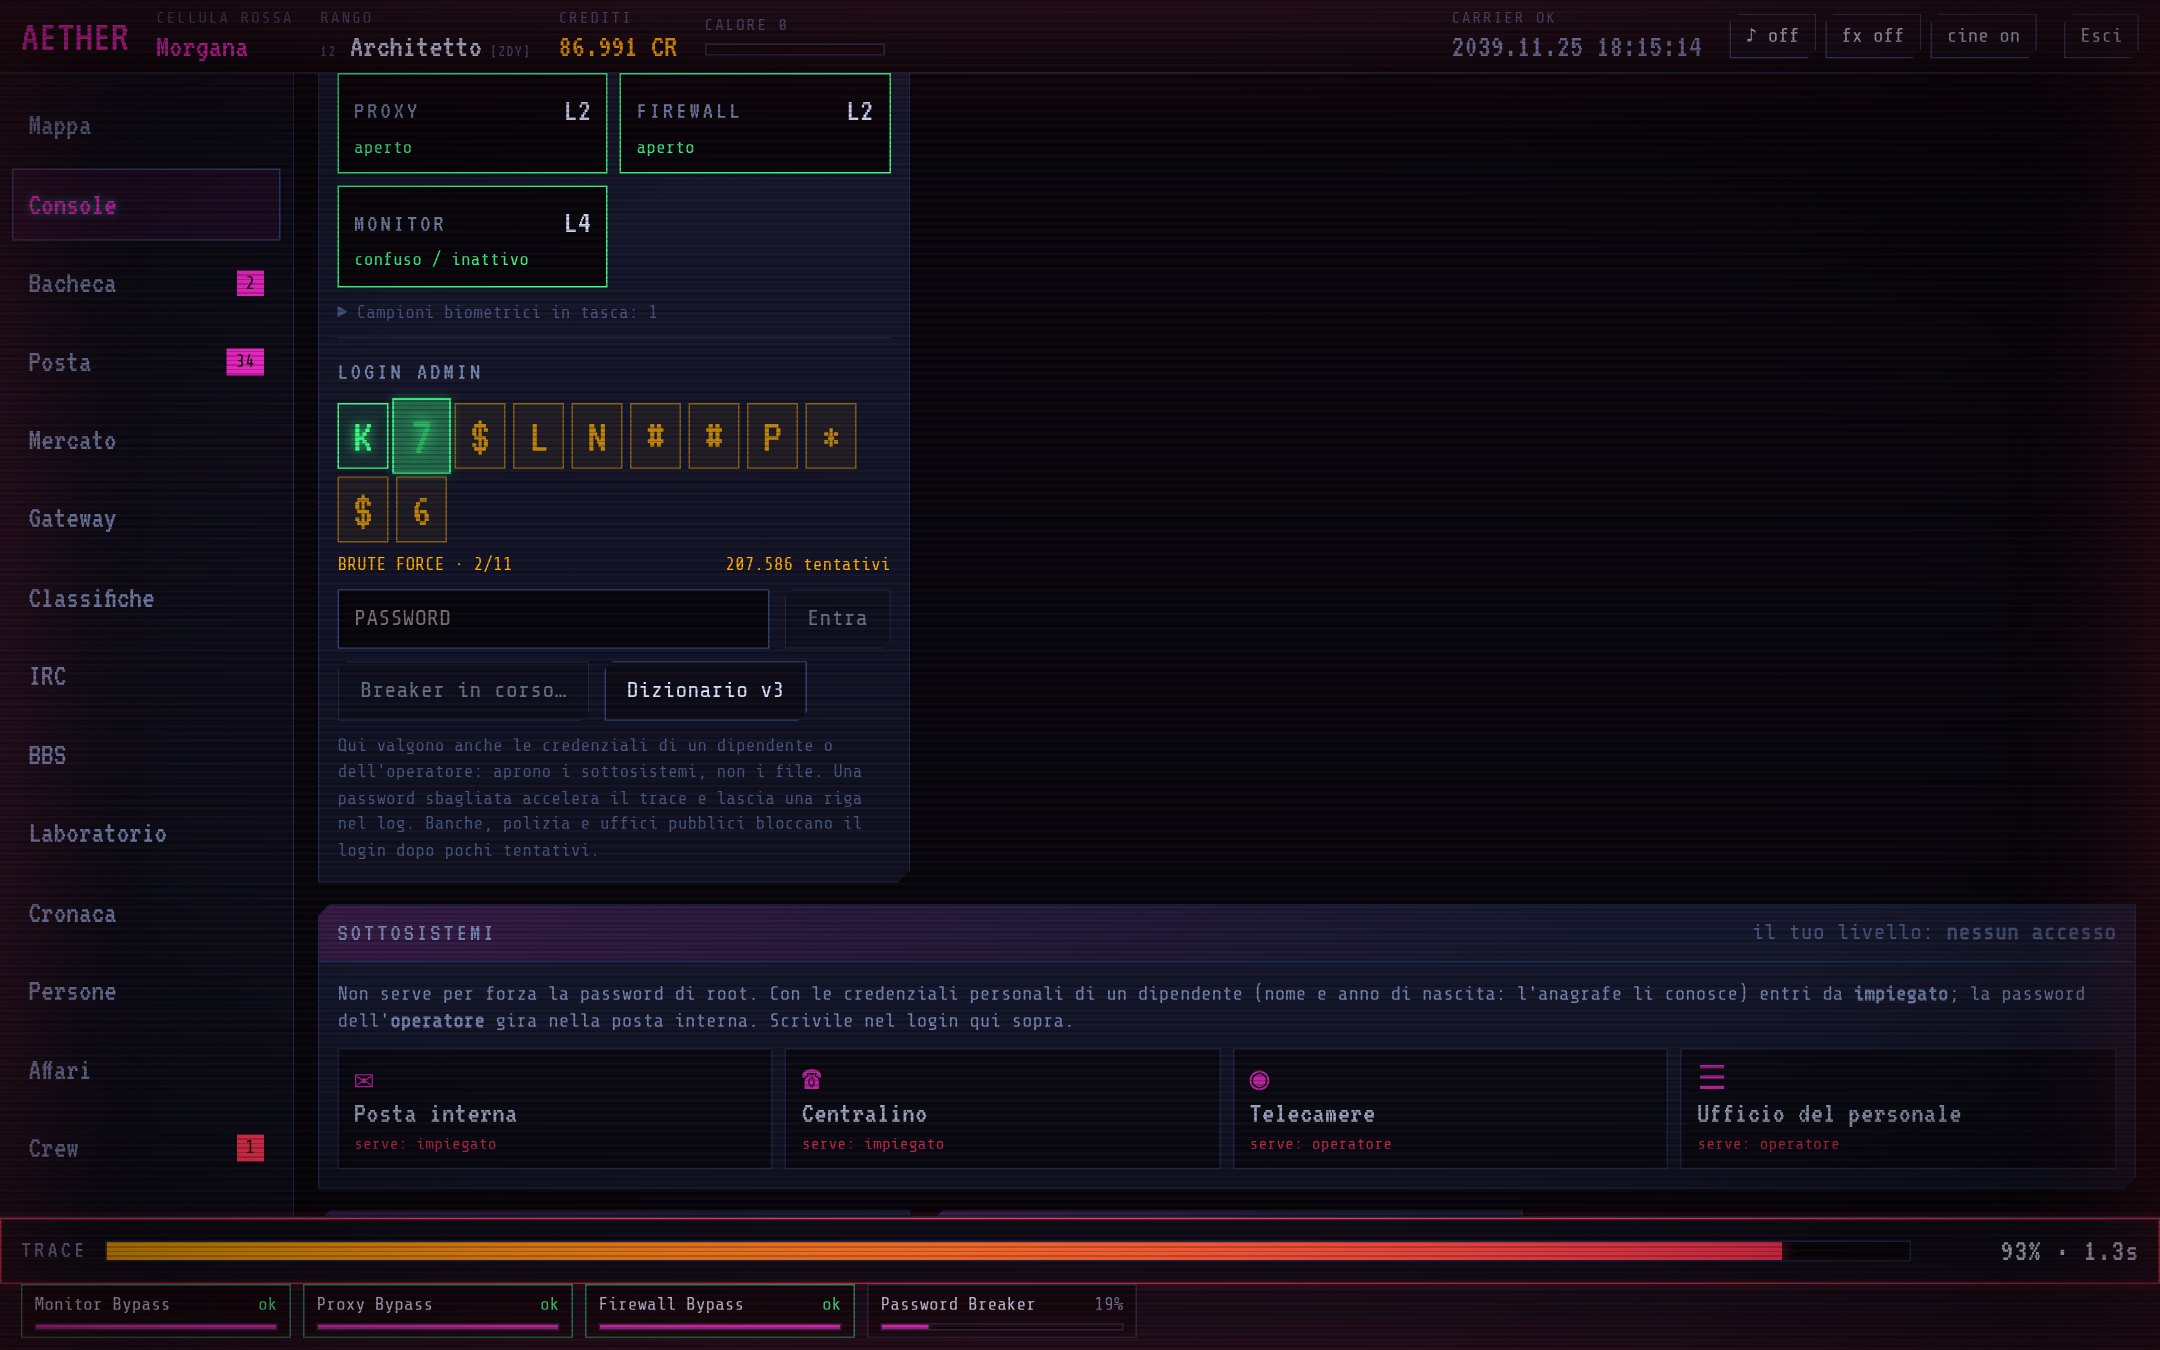 AETHER
CELLULA ROSSA
Morgana
RANGO
12 Architetto [ZDY]
CREDITI
86.991 CR
CALORE 0
CARRIER OK
2039.11.25 18:15:14
♪ off
fx off
cine on
Esci
Mappa
Console
Bacheca 2
Posta 34
Mercato
Gateway
Classifiche
IRC
BBS
Laboratorio
Cronaca
Persone
Affari
Crew 1
PROXY L2
aperto
FIREWALL L2
aperto
MONITOR L4
confuso / inattivo
▶ Campioni biometrici in tasca: 1
LOGIN ADMIN
K 7 $ L N # # P *
$ 6
BRUTE FORCE · 2/11 207.586 tentativi
PASSWORD
Entra
Breaker in corso…
Dizionario v3
Qui valgono anche le credenziali di un dipendente o
dell'operatore: aprono i sottosistemi, non i file. Una
password sbagliata accelera il trace e lascia una riga
nel log. Banche, polizia e uffici pubblici bloccano il
login dopo pochi tentativi.
SOTTOSISTEMI il tuo livello: nessun accesso
Non serve per forza la password di root. Con le credenziali personali di un dipendente (nome e anno di nascita: l'anagrafe li conosce) entri da impiegato; la password
dell'operatore gira nella posta interna. Scrivile nel login qui sopra.
Posta interna
serve: impiegato
Centralino
serve: impiegato
Telecamere
serve: operatore
Ufficio del personale
serve: operatore
TRACE 93% · 1.3s
Monitor Bypass ok
Proxy Bypass ok
Firewall Bypass ok
Password Breaker 19%